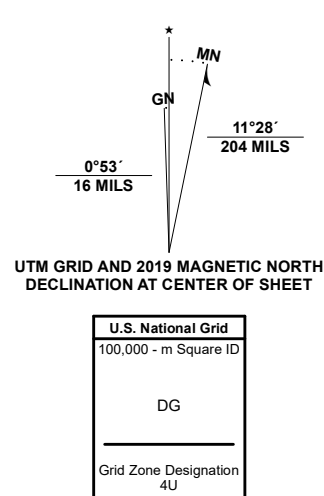 ★
MN
GN
11°28´
204 MILS
0°53´
16 MILS
UTM GRID AND 2019 MAGNETIC NORTH
DECLINATION AT CENTER OF SHEET
U.S. National Grid
100,000 - m Square ID
DG
Grid Zone Designation
4U